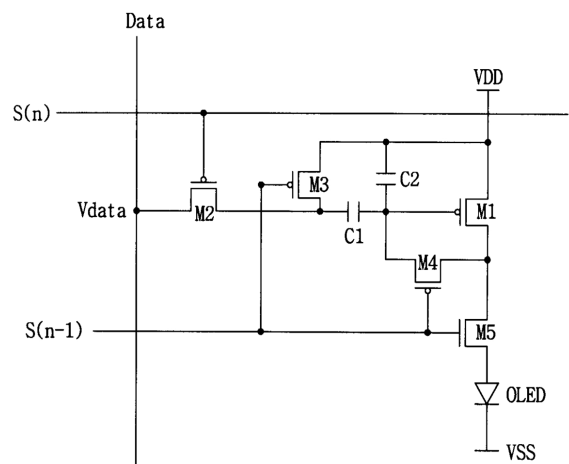 Data
VDD
S(n)
M3
C2
Vdata
M2
C1
M1
M4
S(n-1)
M5
OLED
VSS